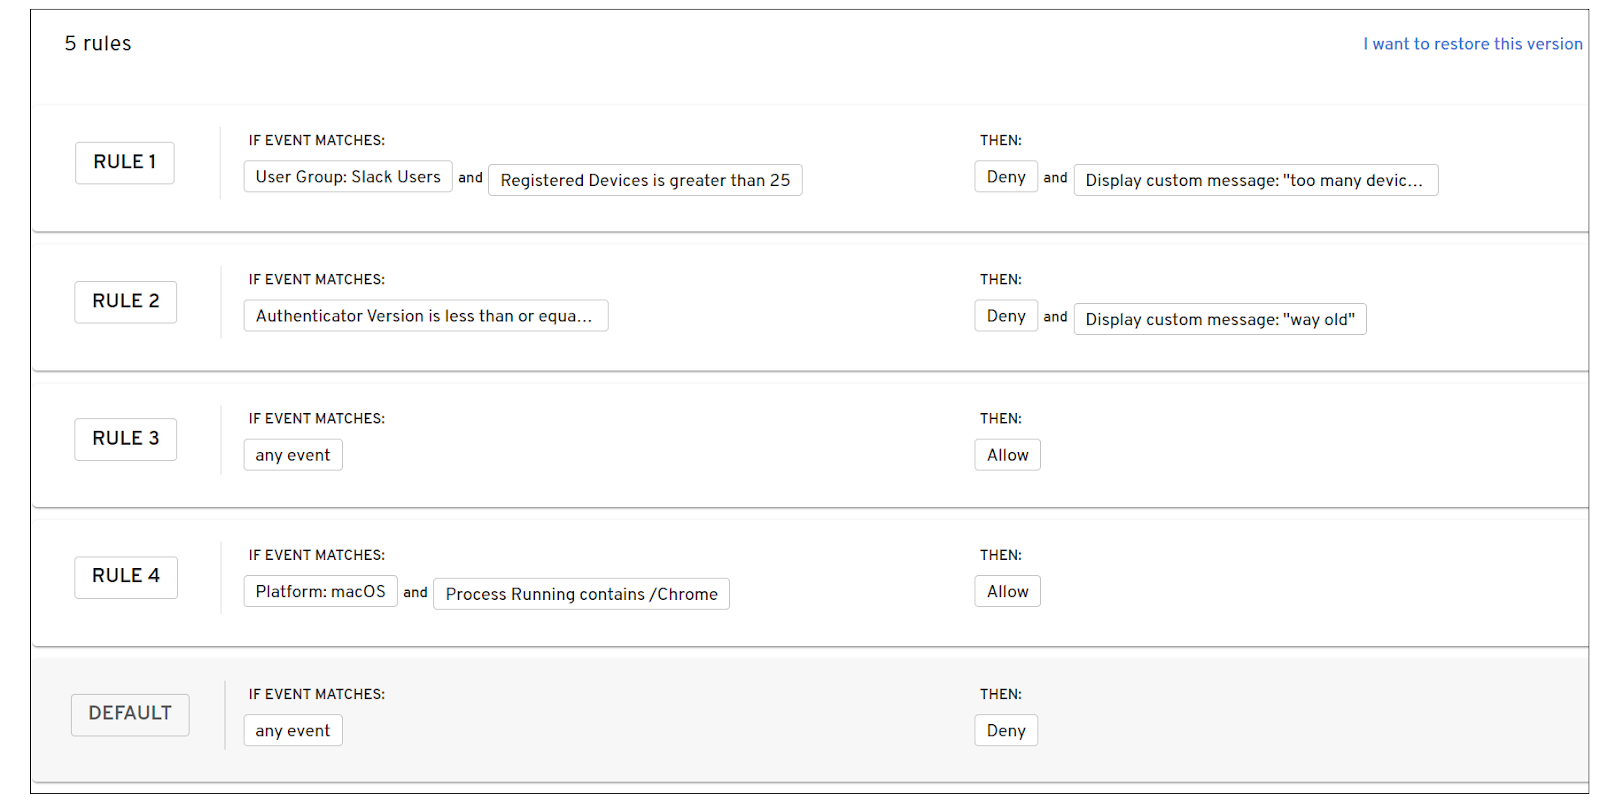 5 rules
I want to restore this version
RULE 1
IF EVENT MATCHES:
User Group: Slack Users and Registered Devices is greater than 25
THEN:
Deny and Display custom message: "too many devic...
RULE 2
IF EVENT MATCHES:
Authenticator Version is less than or equa...
THEN:
Deny and Display custom message: "way old"
RULE 3
IF EVENT MATCHES:
any event
THEN:
Allow
RULE 4
IF EVENT MATCHES:
Platform: macOS and Process Running contains /Chrome
THEN:
Allow
DEFAULT
IF EVENT MATCHES:
any event
THEN:
Deny